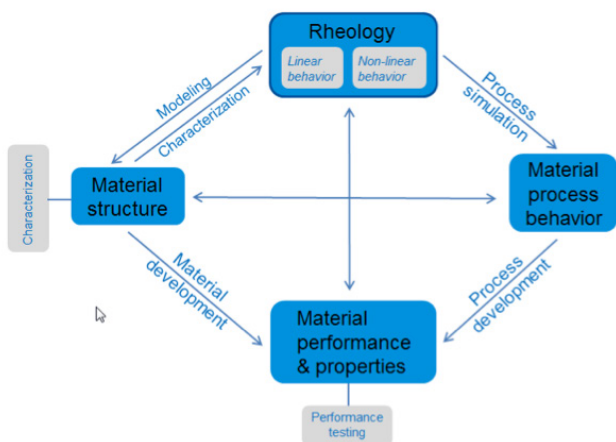 Rheology
Linear
behavior
Non-linear
behavior
Modeling
Characterization
Process
simulation
Characterization
Material
structure
Material
process
behavior
Material
development
Process
development
Material
performance
& properties
Performance
testing